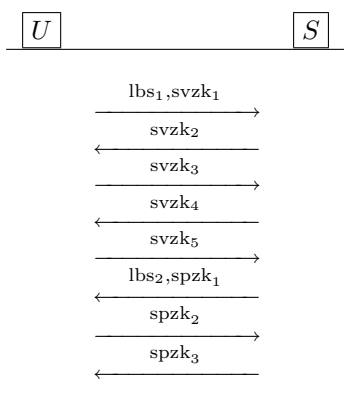 U S
lbs₁,svzk₁
svzk₂
svzk₃
svzk₄
svzk₅
lbs₂,spzk₁
spzk₂
spzk₃